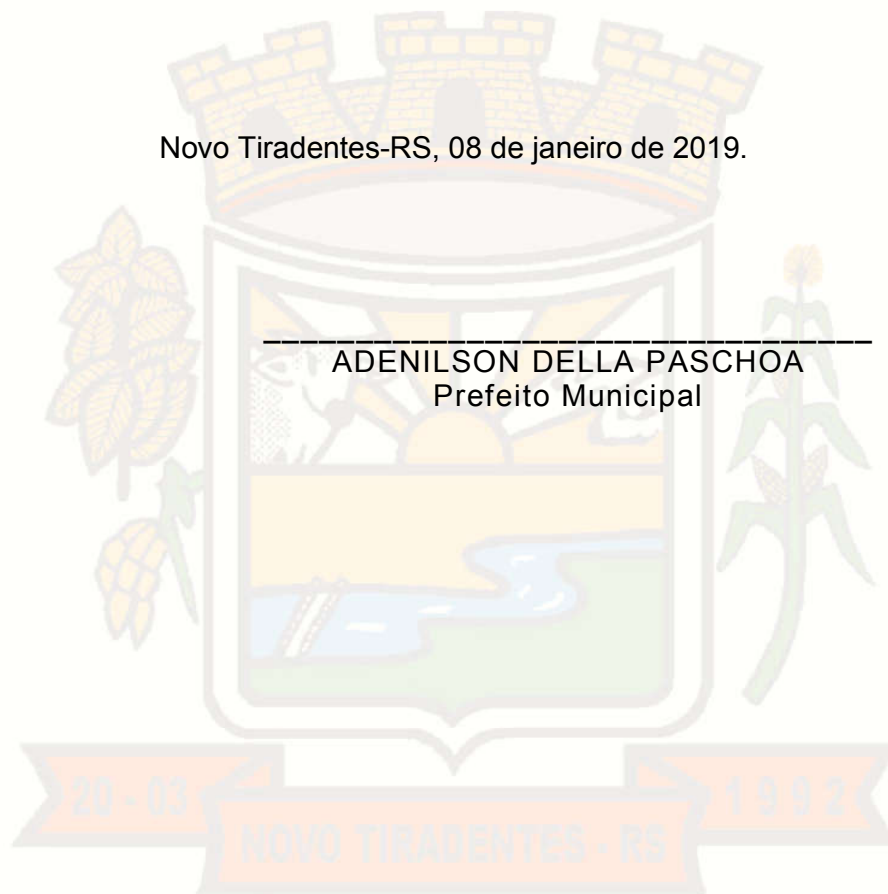 Novo Tiradentes-RS, 08 de janeiro de 2019.
_________________________________
ADENILSON DELLA PASCHOA
Prefeito Municipal
20 - 03
1992
NOVO TIRADENTES - RS